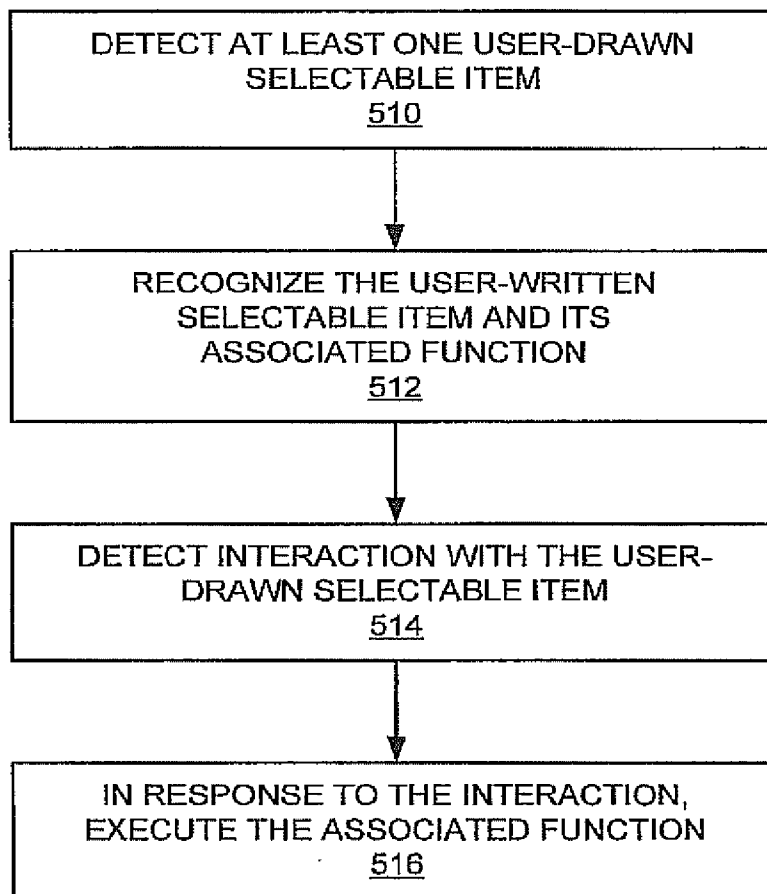 DETECT AT LEAST ONE USER-DRAWN
SELECTABLE ITEM
510
RECOGNIZE THE USER-WRITTEN
SELECTABLE ITEM AND ITS
ASSOCIATED FUNCTION
512
DETECT INTERACTION WITH THE USER-
DRAWN SELECTABLE ITEM
514
IN RESPONSE TO THE INTERACTION,
EXECUTE THE ASSOCIATED FUNCTION
516